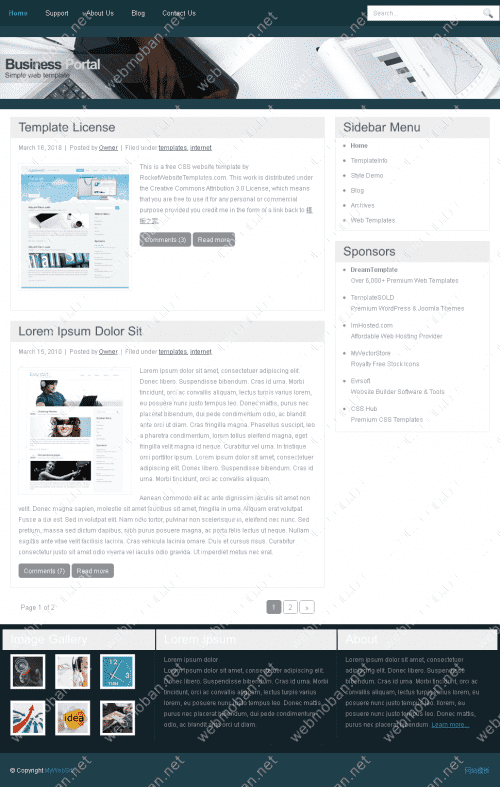 Home Support About Us Blog Contact Us
Search...
Business Portal
Simple web template
Template License
March 16, 2010 | Posted by Owner | Filed under templates, internet
This is a free CSS website template by
RocketWebsiteTemplates.com. This work is distributed under
the Creative Commons Attribution 3.0 License, which means
that you are free to use it for any personal or commercial
purpose provided you credit me in the form of a link back to 模
板之家.
Comments (3) Read more
Lorem Ipsum Dolor Sit
March 15, 2010 | Posted by Owner | Filed under templates, internet
Lorem ipsum dolor sit amet, consectetuer adipiscing elit.
Donec libero. Suspendisse bibendum. Cras id urna. Morbi
tincidunt, orci ac convallis aliquam, lectus turpis varius lorem,
eu posuere nunc justo tempus leo. Donec mattis, purus nec
placerat bibendum, dui pede condimentum odio, ac blandit
ante orci ut diam. Cras fringilla magna. Phasellus suscipit, leo
a pharetra condimentum, lorem tellus eleifend magna, eget
fringilla velit magna id neque. Curabitur vel urna. In tristique
orci porttitor ipsum. Lorem ipsum dolor sit amet, consectetuer
adipiscing elit. Donec libero. Suspendisse bibendum. Cras id
urna. Morbi tincidunt, orci ac convallis aliquam.
Aenean commodo elit ac ante dignissim iaculis sit amet non
velit. Donec magna sapien, molestie sit amet faucibus sit amet, fringilla in urna. Aliquam erat volutpat.
Fusce a dui est. Sed in volutpat elit. Nam odio tortor, pulvinar non scelerisque in, eleifend nec nunc. Sed
pretium, massa sed dictum dapibus, nibh purus posuere magna, ac porta felis lectus ut neque. Nullam
sagittis ante vitae velit facilisis lacinia. Cras vehicula lacinia ornare. Duis et cursus risus. Curabitur
consectetur justo sit amet odio viverra vel iaculis odio gravida. Ut imperdiet metus nec erat.
Comments (7) Read more
Page 1 of 2 1 2 »
Sidebar Menu
Home
TemplateInfo
Style Demo
Blog
Archives
Web Templates
Sponsors
DreamTemplate
Over 6,000+ Premium Web Templates
TemplateSOLD
Premium WordPress & Joomla Themes
ImHosted.com
Affordable Web Hosting Provider
MyVectorStore
Royalty Free Stock Icons
Evrsoft
Website Builder Software & Tools
CSS Hub
Premium CSS Templates
Image Gallery
idea
Lorem Ipsum
Lorem ipsum dolor
Lorem ipsum dolor sit amet, consectetuer adipiscing
elit. Donec libero. Suspendisse bibendum. Cras id urna. Morbi
tincidunt, orci ac convallis aliquam, lectus turpis varius
lorem, eu posuere nunc justo tempus leo. Donec mattis,
purus nec placerat bibendum, dui pede condimentum
odio, ac blandit ante orci ut diam.
About
Lorem ipsum dolor sit amet, consectetuer
adipiscing elit. Donec libero. Suspendisse
bibendum. Cras id urna. Morbi tincidunt, orci ac
convallis aliquam, lectus turpis varius lorem, eu
posuere nunc justo tempus leo. Donec mattis,
purus nec placerat bibendum. Learn more...
© Copyright MyWebSite
网站模板
webmoban.net